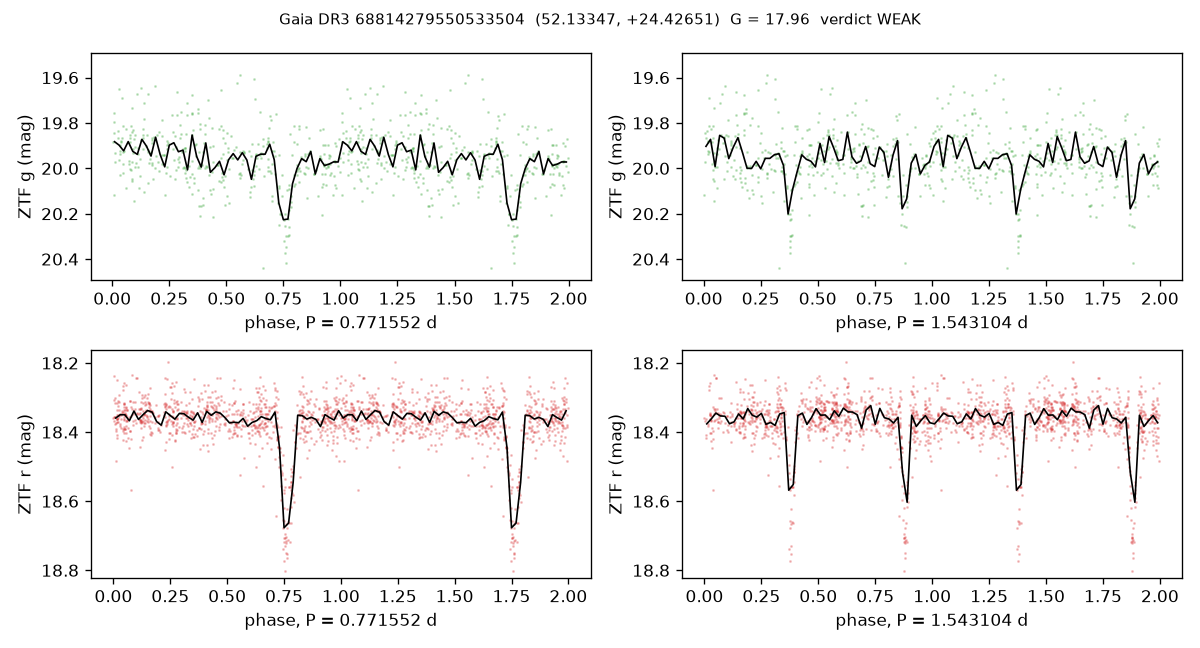 Gaia DR3 68814279550533504 (52.13347, +24.42651) G = 17.96 verdict WEAK
ZTF g (mag)
19.6
19.8
20.0
20.2
20.4
0.00 0.25 0.50 0.75 1.00 1.25 1.50 1.75 2.00
phase, P = 0.771552 d
ZTF g (mag)
19.6
19.8
20.0
20.2
20.4
0.00 0.25 0.50 0.75 1.00 1.25 1.50 1.75 2.00
phase, P = 1.543104 d
ZTF r (mag)
18.2
18.4
18.6
18.8
0.00 0.25 0.50 0.75 1.00 1.25 1.50 1.75 2.00
phase, P = 0.771552 d
ZTF r (mag)
18.2
18.4
18.6
18.8
0.00 0.25 0.50 0.75 1.00 1.25 1.50 1.75 2.00
phase, P = 1.543104 d